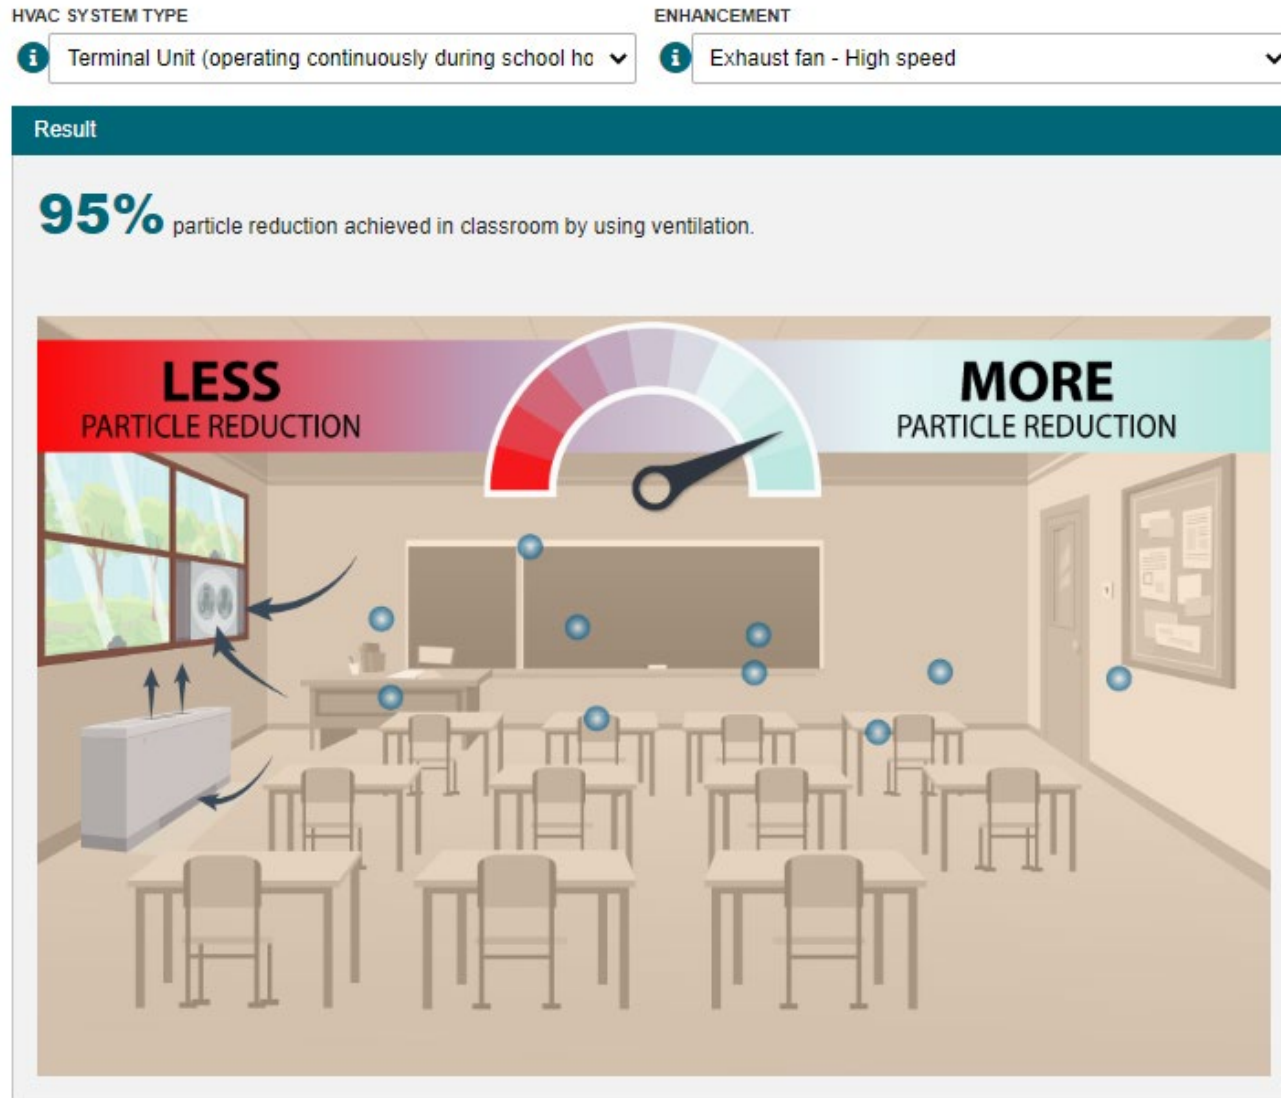 HVAC SYSTEM TYPE
ENHANCEMENT
Terminal Unit (operating continuously during school ho
Exhaust fan - High speed
Result
95% particle reduction achieved in classroom by using ventilation.
LESS
PARTICLE REDUCTION
MORE
PARTICLE REDUCTION